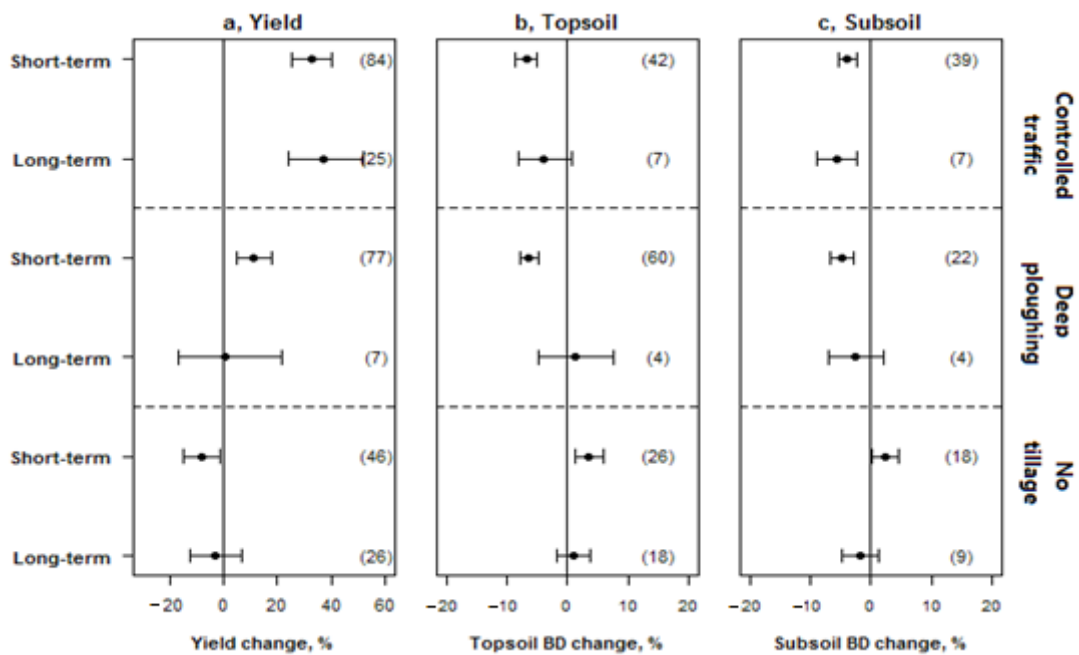 a, Yield b, Topsoil c, Subsoil
Short-term (84) (42) (39)
Long-term (25) (7) (7)
Controlled
traffic
Short-term (77) (60) (22)
Long-term (7) (4) (4)
Deep
ploughing
Short-term (46) (26) (18)
Long-term (26) (18) (9)
No
tillage
−20 0 20 40 60 −20 −10 0 10 20 −20 −10 0 10 20
Yield change, % Topsoil BD change, % Subsoil BD change, %